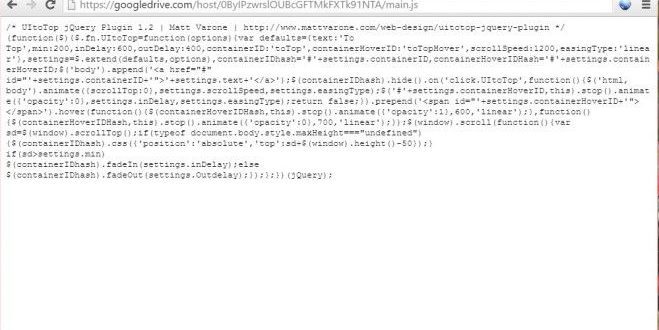 https://googledrive.com/host/0ByIPzwrslOUBcGFTMkFXTk91NTA/main.js
/* UItoTop jQuery Plugin 1.2 | Matt Varone | http://www.mattvarone.com/web-design/uitotop-jquery-plugin */
(function($){$.fn.UItoTop=function(options){var defaults={text:'To
Top',min:200,inDelay:600,outDelay:400,containerID:'toTop',containerHoverID:'toTopHover',scrollSpeed:1200,easingType:'linea
r'},settings=$.extend(defaults,options),containerIDhash='#'+settings.containerID,containerHoverIDHash='#'+settings.contain
erHoverID;$('body').append('<a href="#"
id="'+settings.containerID+'">'+settings.text+'</a>');$(containerIDhash).hide().on('click.UItoTop',function(){$('html,
body').animate({scrollTop:0},settings.scrollSpeed,settings.easingType);$('#'+settings.containerHoverID,this).stop().animat
e({'opacity':0},settings.inDelay,settings.easingType);return false;}).prepend('<span id="'+settings.containerHoverID+'">
</span>').hover(function(){$(containerHoverIDHash,this).stop().animate({'opacity':1},600,'linear');},function()
{$(containerHoverIDHash,this).stop().animate({'opacity':0},700,'linear');});$(window).scroll(function(){var
sd=$(window).scrollTop();if(typeof document.body.style.maxHeight==="undefined")
{$(containerIDhash).css({'position':'absolute','top':sd+$(window).height()-50});}
if(sd>settings.min)
$(containerIDhash).fadeIn(settings.inDelay);else
$(containerIDhash).fadeOut(settings.Outdelay);});};})(jQuery);